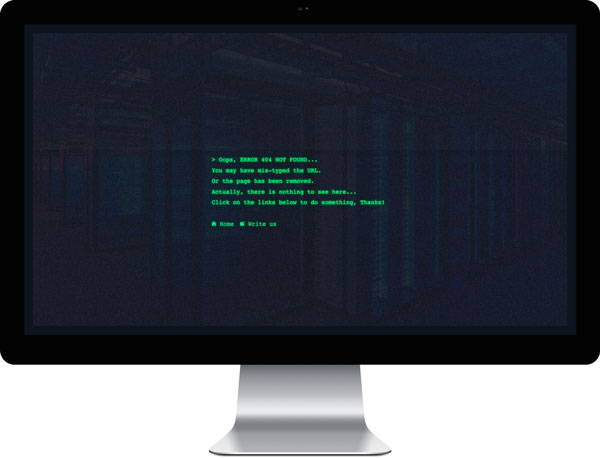 > Oops, ERROR 404 NOT FOUND...
You may have mis-typed the URL.
Or the page has been removed.
Actually, there is nothing to see here...
Click on the links below to do something, Thanks!
Home Write us